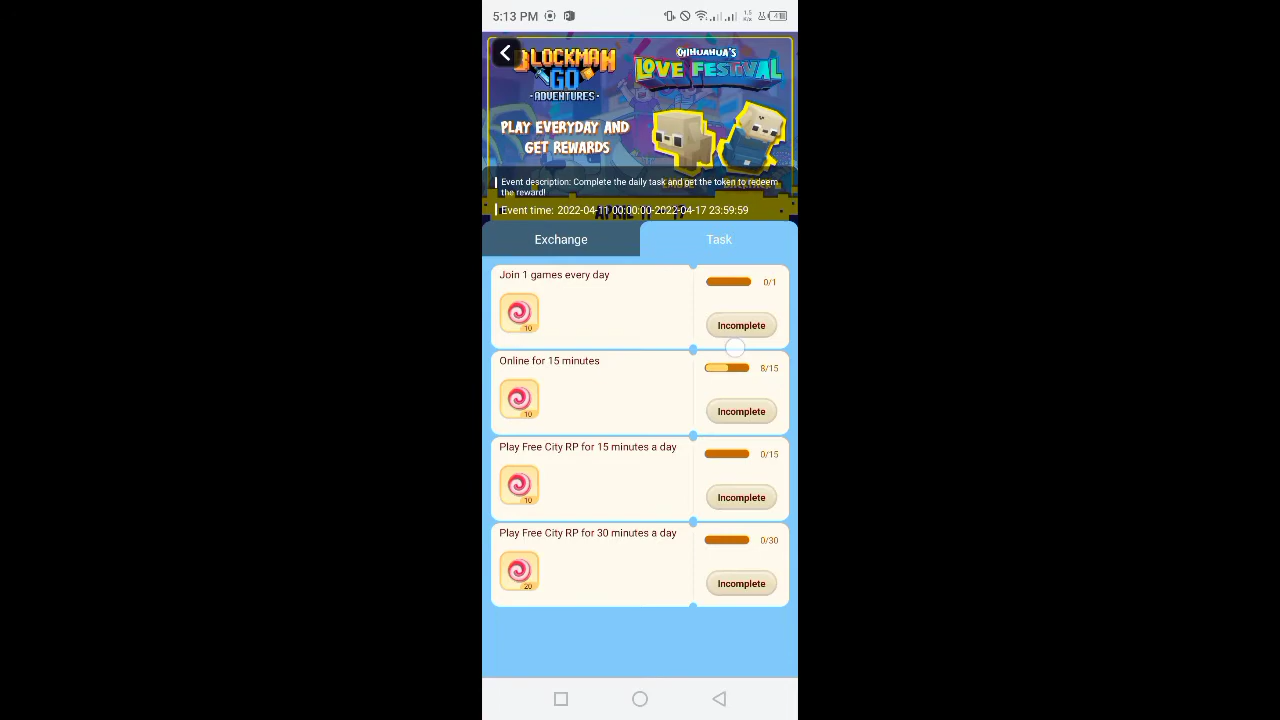 5:13 PM
1.5
K/s
BLOCKMAN
GO
-ADVENTURES-
CHIHUAHUA'S
LOVE FESTIVAL
PLAY EVERYDAY AND
GET REWARDS
Event description: Complete the daily task and get the token to redeem
the reward!
Event time: 2022-04-11 00:00:00-2022-04-17 23:59:59
Exchange
Task
Join 1 games every day
0/1
10
Incomplete
Online for 15 minutes
8/15
10
Incomplete
Play Free City RP for 15 minutes a day
0/15
10
Incomplete
Play Free City RP for 30 minutes a day
0/30
20
Incomplete